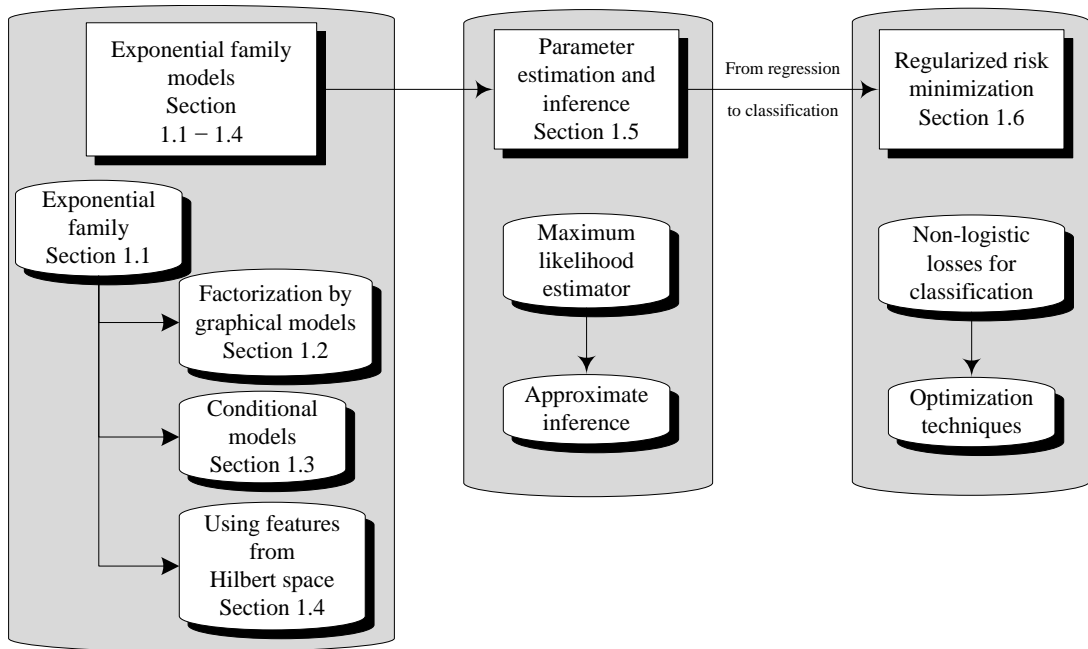 Exponential family
models
Section
1.1 − 1.4
Exponential
family
Section 1.1
Factorization by
graphical models
Section 1.2
Conditional
models
Section 1.3
Using features
from
Hilbert space
Section 1.4
Parameter
estimation and
inference
Section 1.5
Maximum
likelihood
estimator
Approximate
inference
From regression
to classification
Regularized risk
minimization
Section 1.6
Non-logistic
losses for
classification
Optimization
techniques